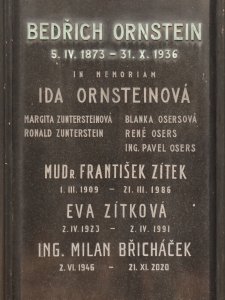 BEDŘICH ORNSTEIN
5. IV. 1873 – 31. X. 1936
IN MEMORIAM
IDA ORNSTEINOVÁ
MARGITA ZUNTERSTEINOVÁ BLANKA OSERSOVÁ
RONALD ZUNTERSTEIN RENÉ OSERS
ING. PAVEL OSERS
MUDR FRANTIŠEK ZÍTEK
1. III. 1909 – 21. III. 1986
EVA ZÍTKOVÁ
2. IV. 1923 – 2. IV. 1991
ING. MILAN BŘICHÁČEK
2. VI. 1946 – 21. XI. 2020